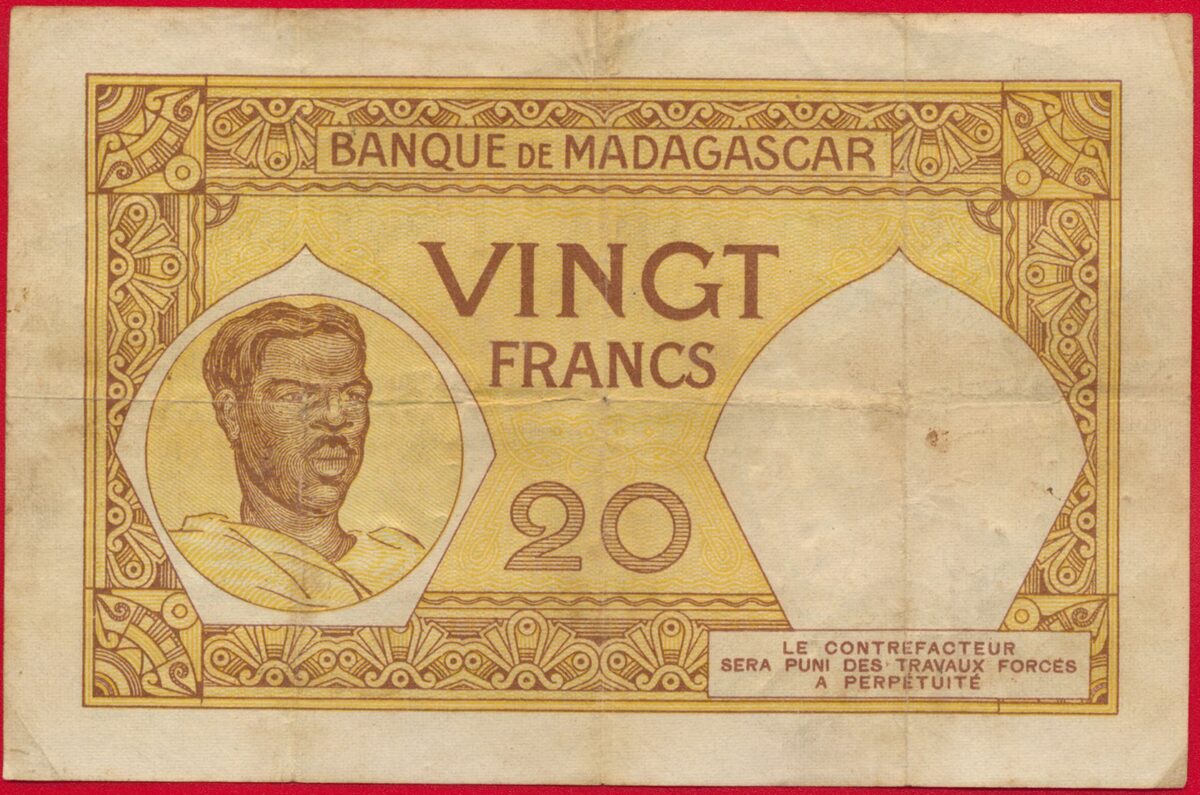 BANQUE DE MADAGASCAR
VINGT
FRANCS
20
LE CONTREFACTEUR
SERA PUNI DES TRAVAUX FORCÉS
A PERPÉTUITÉ